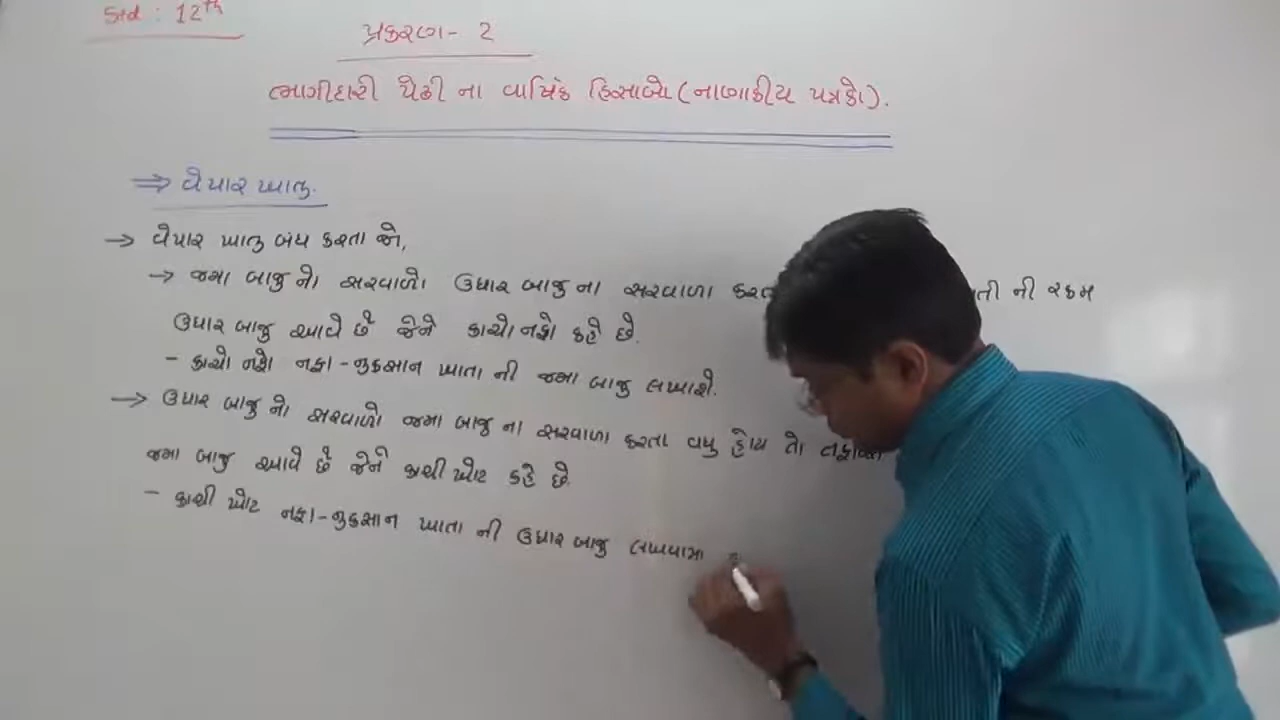 Std : 12th
પ્રકરણ- 2
ભાગીદારી પેઢી ના વાર્ષિક હિસાબો (નાણાકીય પત્રકો).
⇒ વેપાર ખાતુ.
→ વેપાર ખાતુ બંધ કરતા જો,
→ જમા બાજુ નો સરવાળો ઉધાર બાજુ ના સરવાળા કરતા ની રકમ
ઉધાર બાજુ આવે છે જેને કાચો નફો કહે છે.
- કાચો નફો નફા-નુકસાન ખાતા ની જમા બાજુ લખાશે.
→ ઉધાર બાજુ નો સરવાળો જમા બાજુ ના સરવાળા કરતા વધુ હોય તો
જમા બાજુ આવે છે જેને કાચી ખોટ કહે છે.
- કાચી ખોટ નફા-નુકસાન ખાતા ની ઉધાર બાજુ લખવામા